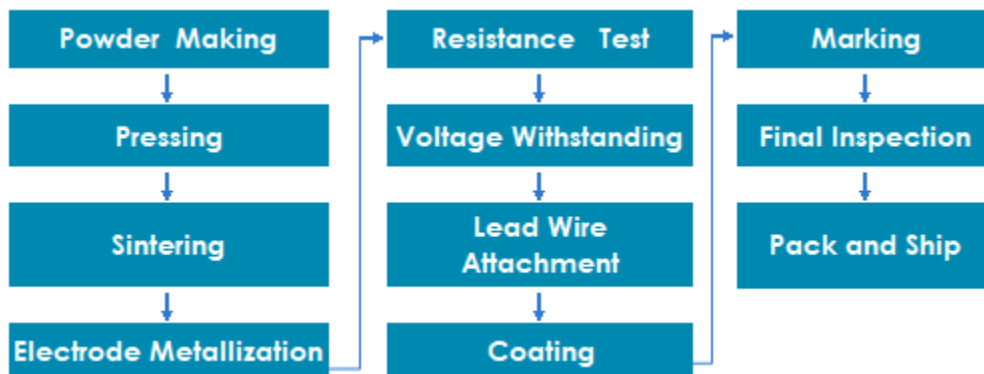 Powder Making
Pressing
Sintering
Electrode Metallization
Resistance Test
Voltage Withstanding
Lead Wire
Attachment
Coating
Marking
Final Inspection
Pack and Ship